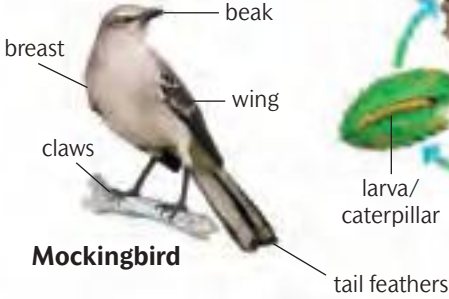 beak
breast
wing
claws
larva/
caterpillar
Mockingbird
tail feathers